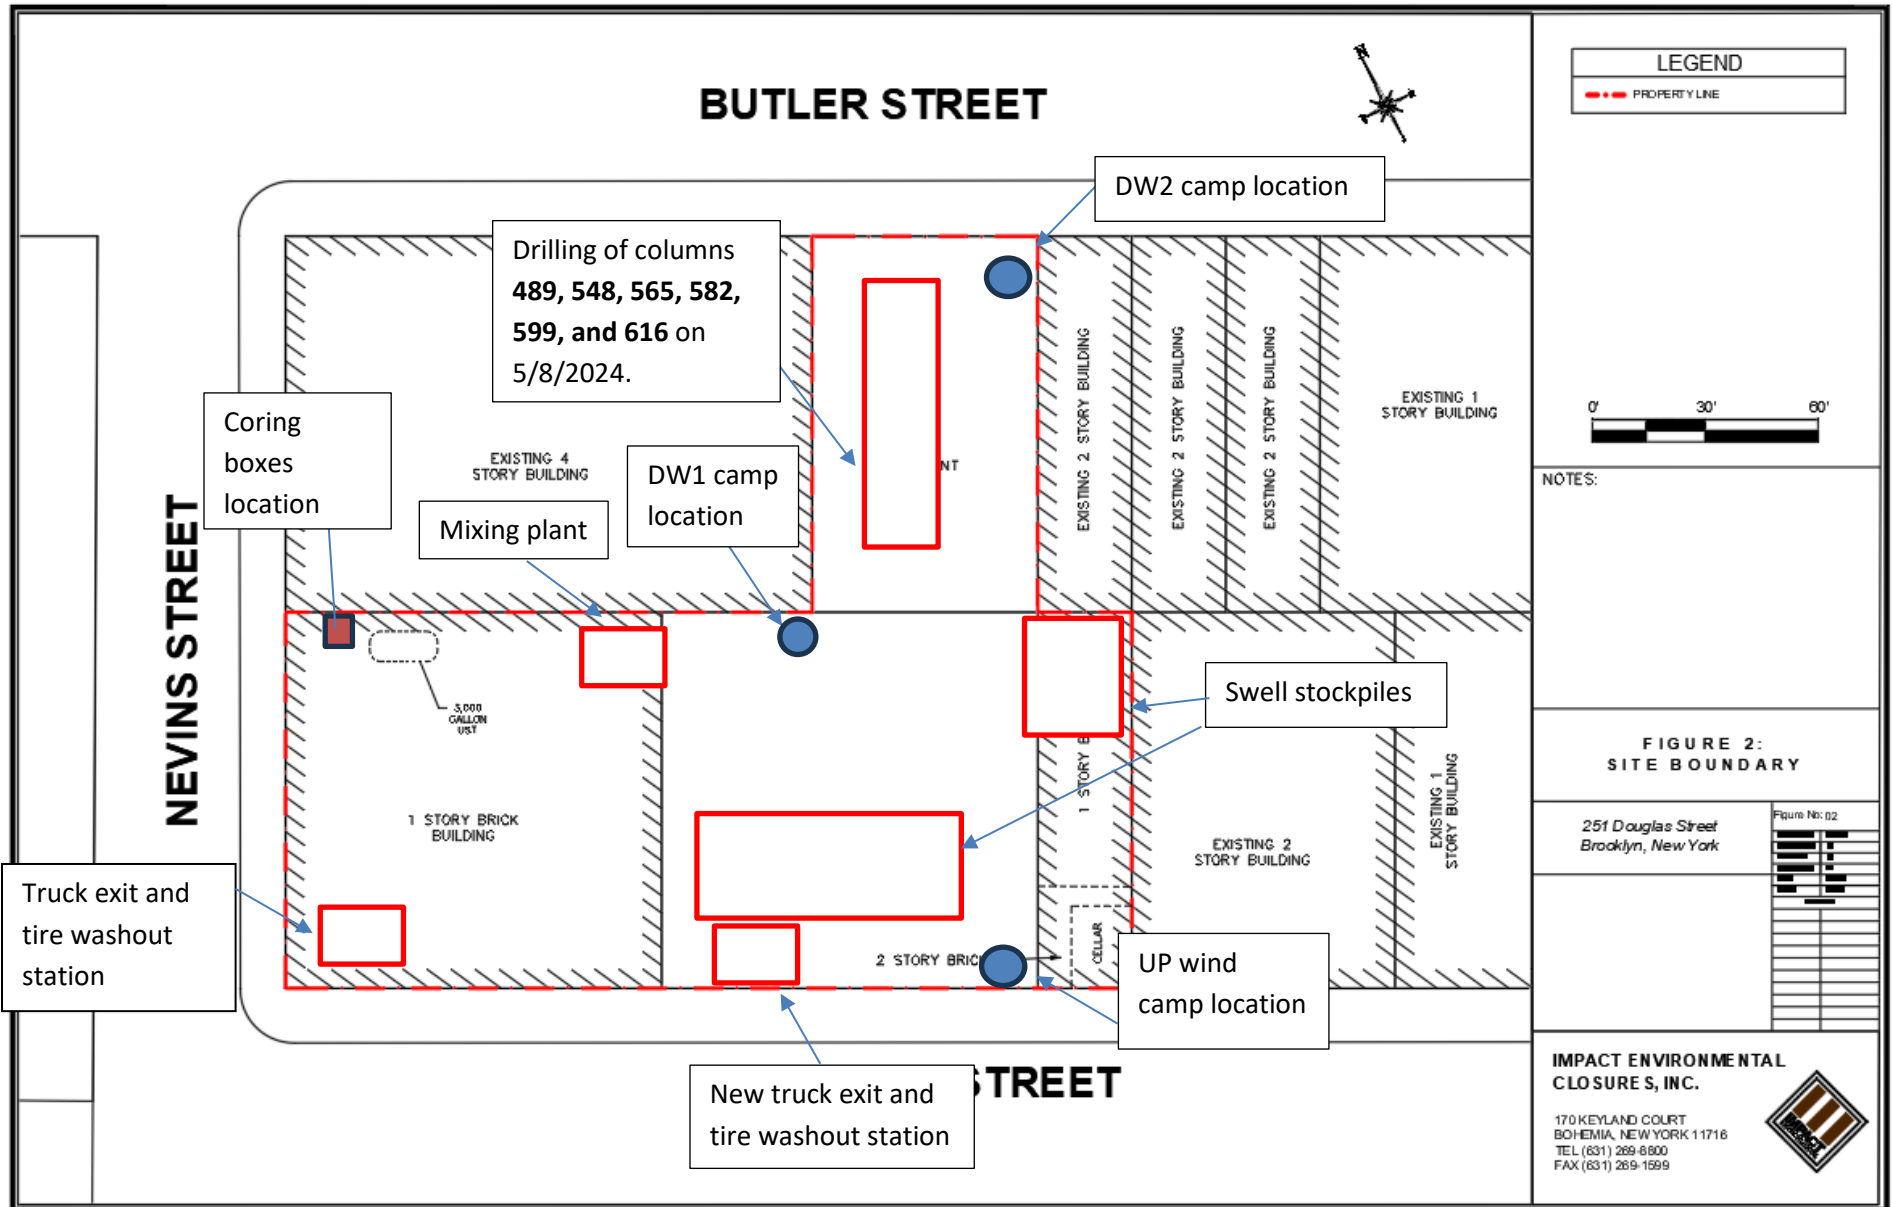 BUTLER STREET
N
DW2 camp location
Drilling of columns
489, 548, 565, 582,
599, and 616 on
5/8/2024.
Coring
boxes
location
EXISTING 4
STORY BUILDING
Mixing plant
DW1 camp
location
NT
EXISTING 2 STORY BUILDING
EXISTING 2 STORY BUILDING
EXISTING 2 STORY BUILDING
EXISTING 1
STORY BUILDING
NEVINS STREET
3,000
GALLON
UST
1 STORY BRICK
BUILDING
Swell stockpiles
1 STORY B
EXISTING 2
STORY BUILDING
EXISTING 1
STORY BUILDING
Truck exit and
tire washout
station
2 STORY BRIC
CELLAR
UP wind
camp location
New truck exit and
tire washout station
STREET
LEGEND
PROPERTY LINE
0' 30' 60'
NOTES:
FIGURE 2:
SITE BOUNDARY
251 Douglas Street
Brooklyn, New York
Figure No: 02
IMPACT ENVIRONMENTAL
CLOSURES, INC.
170 KEYLAND COURT
BOHEMIA, NEW YORK 11716
TEL (631) 269-8800
FAX (631) 269-1599
IMPACT